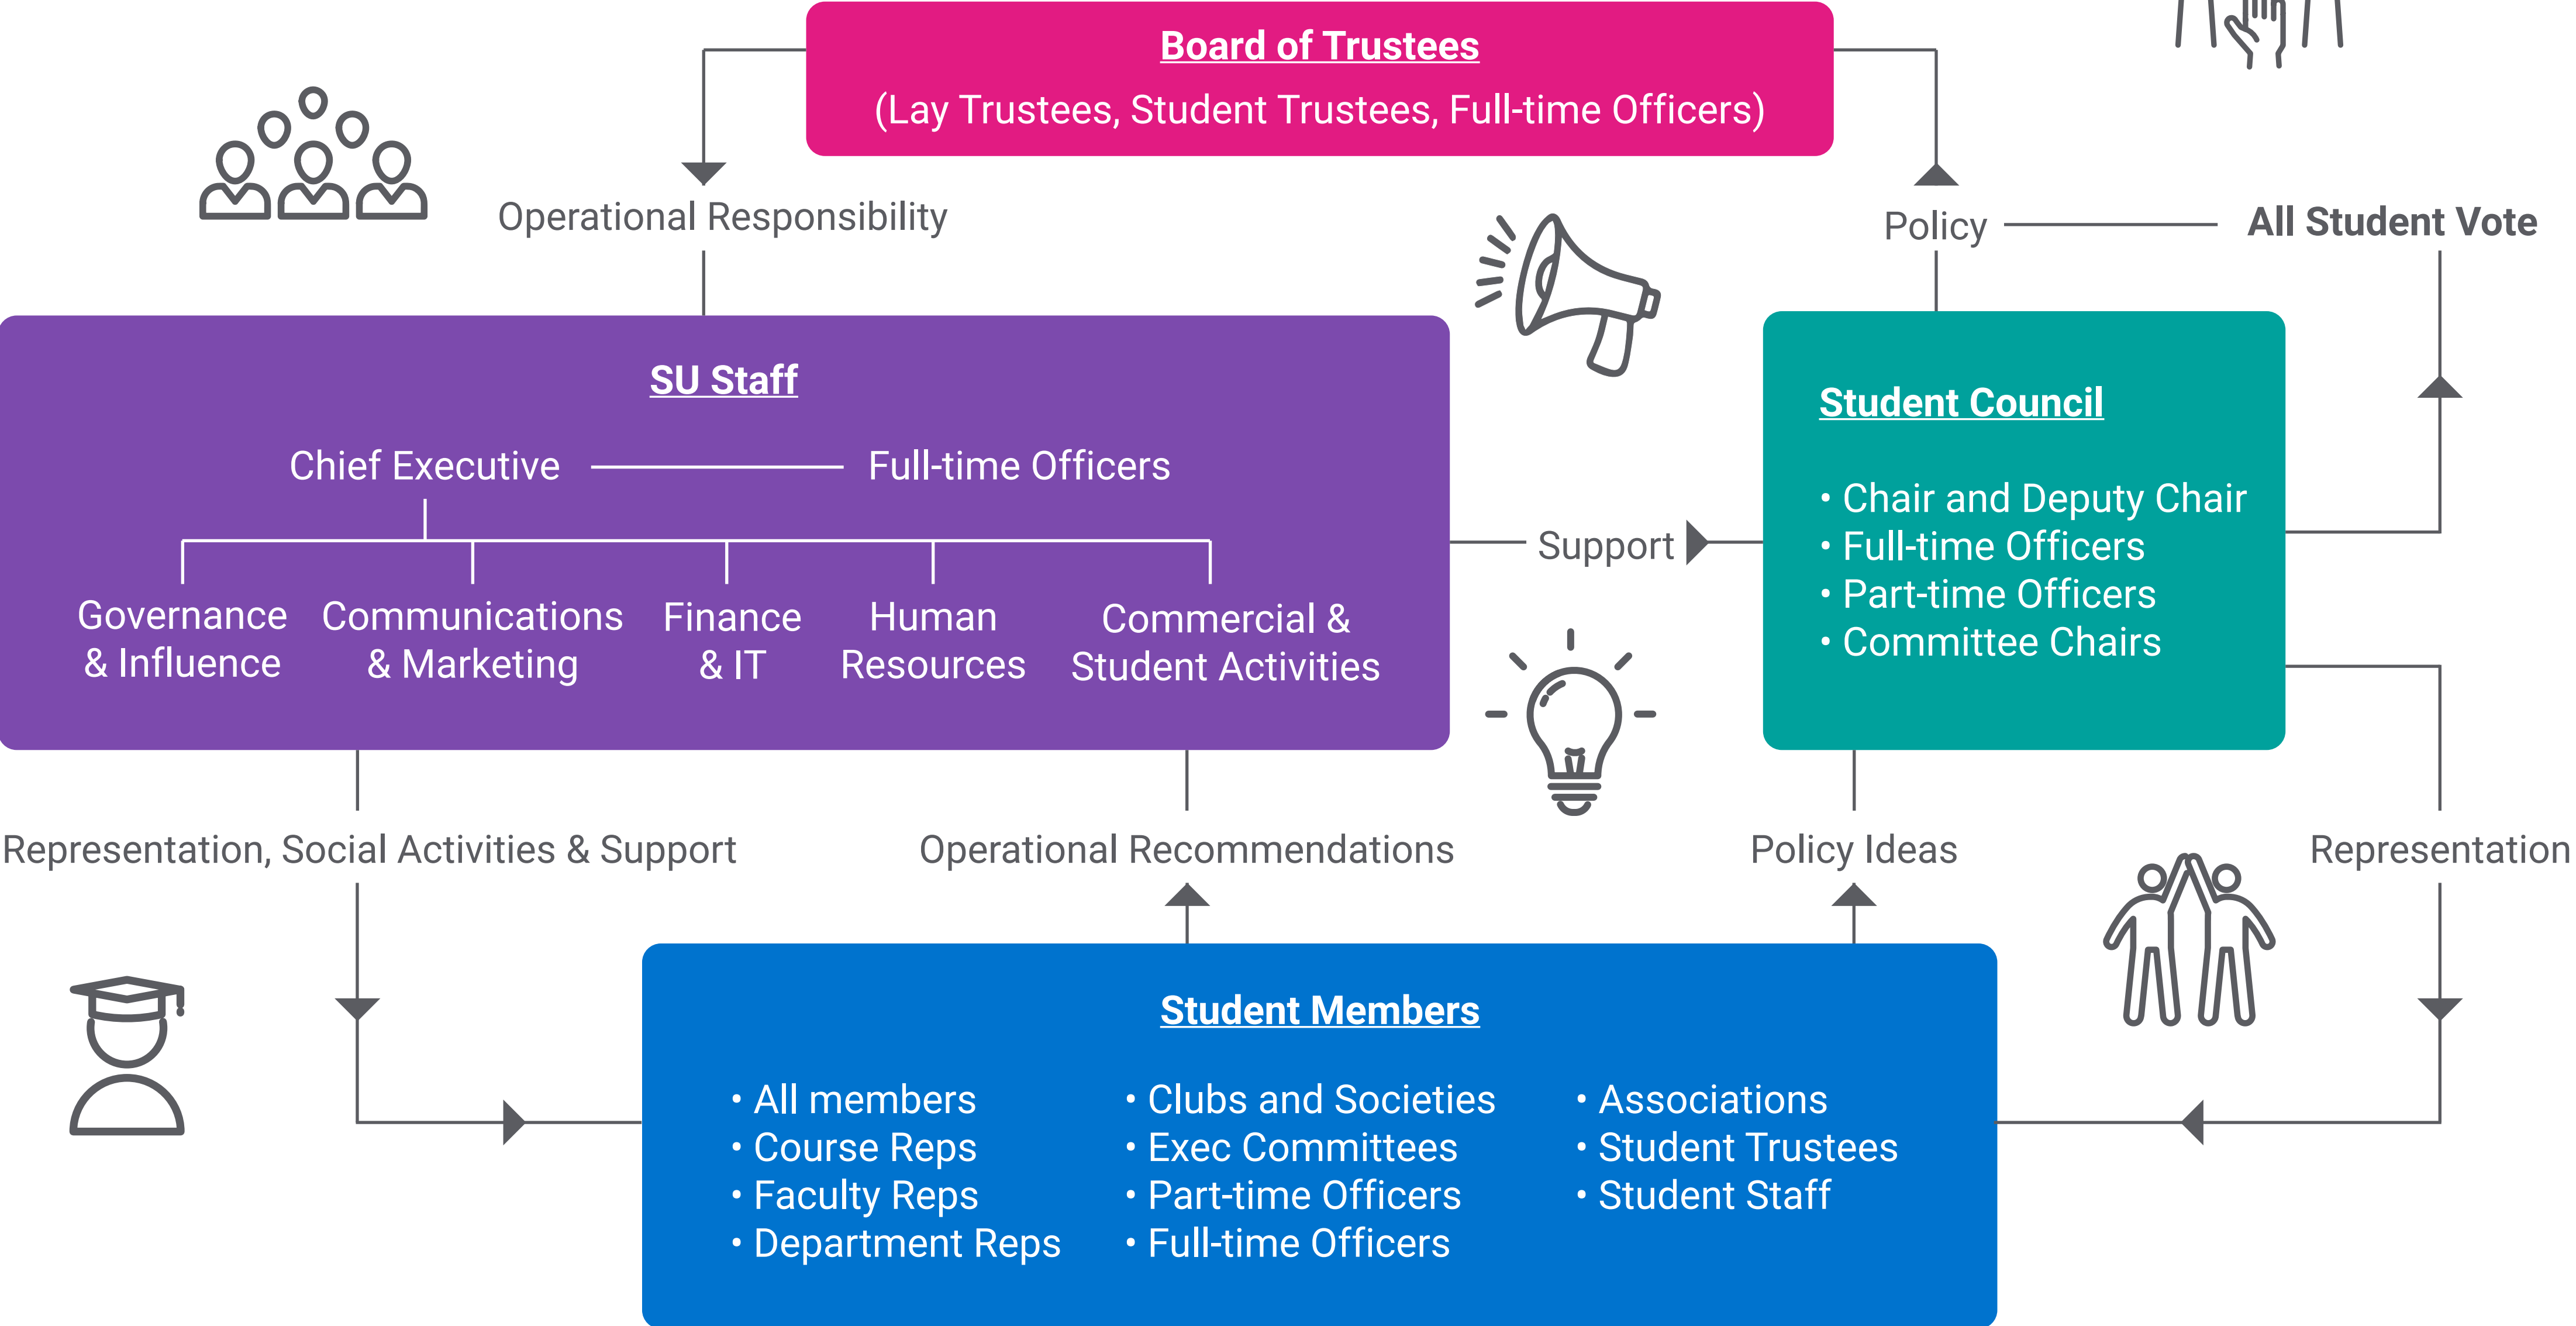 Board of Trustees
(Lay Trustees, Student Trustees, Full-time Officers)
Operational Responsibility
Policy
All Student Vote
SU Staff
Chief Executive
Full-time Officers
Governance
& Influence
Communications
& Marketing
Finance
& IT
Human
Resources
Commercial &
Student Activities
Support
Student Council
• Chair and Deputy Chair
• Full-time Officers
• Part-time Officers
• Committee Chairs
Representation, Social Activities & Support
Operational Recommendations
Policy Ideas
Representation
Student Members
• All members
• Course Reps
• Faculty Reps
• Department Reps
• Clubs and Societies
• Exec Committees
• Part-time Officers
• Full-time Officers
• Associations
• Student Trustees
• Student Staff